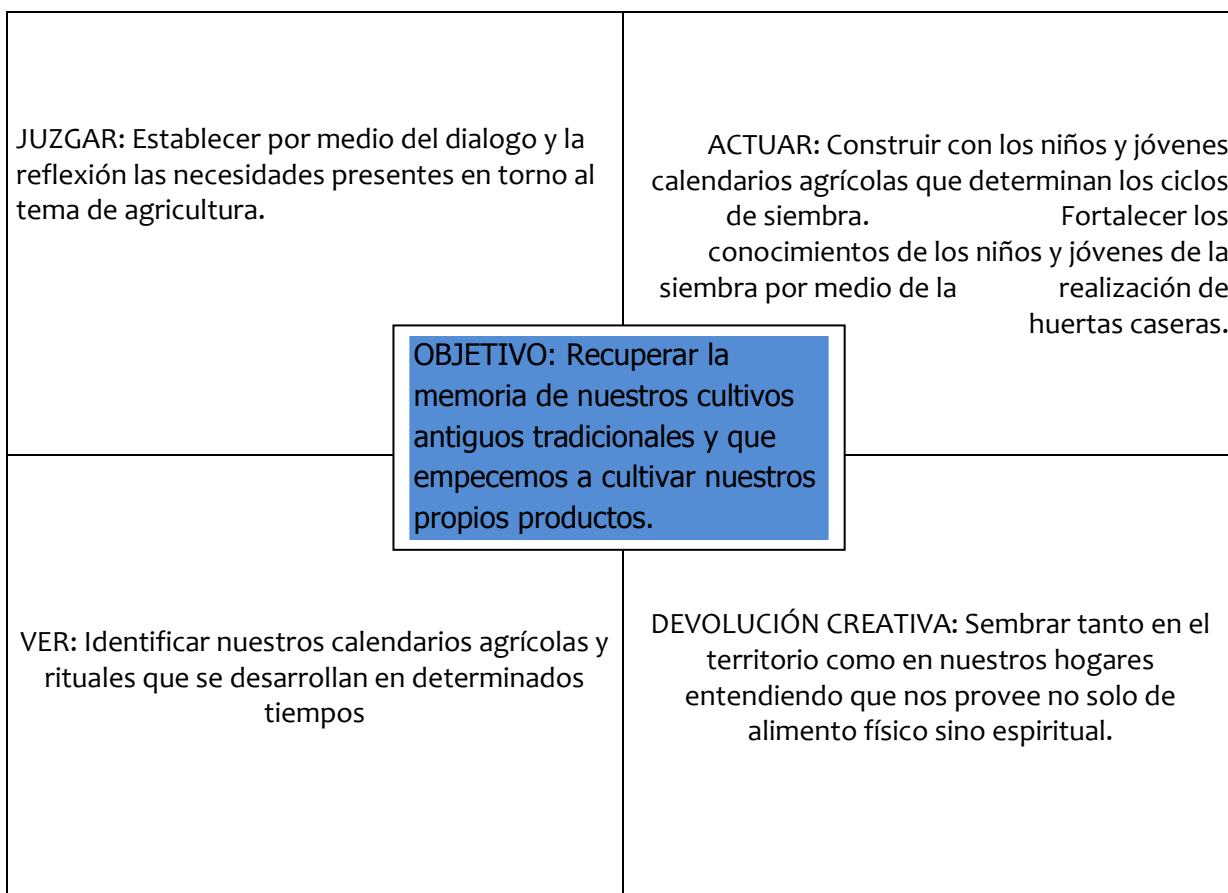 JUZGAR: Establecer por medio del dialogo y la
reflexión las necesidades presentes en torno al
tema de agricultura.
ACTUAR: Construir con los niños y jóvenes
calendarios agrícolas que determinan los ciclos
de siembra. Fortalecer los
conocimientos de los niños y jóvenes de la
siembra por medio de la realización de
huertas caseras.
OBJETIVO: Recuperar la
memoria de nuestros cultivos
antiguos tradicionales y que
empecemos a cultivar nuestros
propios productos.
VER: Identificar nuestros calendarios agrícolas y
rituales que se desarrollan en determinados
tiempos
DEVOLUCIÓN CREATIVA: Sembrar tanto en el
territorio como en nuestros hogares
entendiendo que nos provee no solo de
alimento físico sino espiritual.